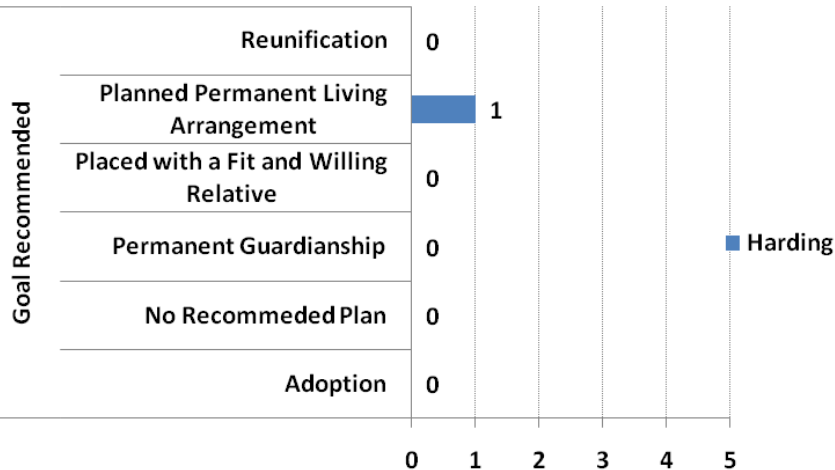 Goal Recommended
Reunification 0
Planned Permanent Living
Arrangement 1
Placed with a Fit and Willing
Relative 0
Permanent Guardianship 0
No Recommeded Plan 0
Adoption 0
0 1 2 3 4 5
Harding